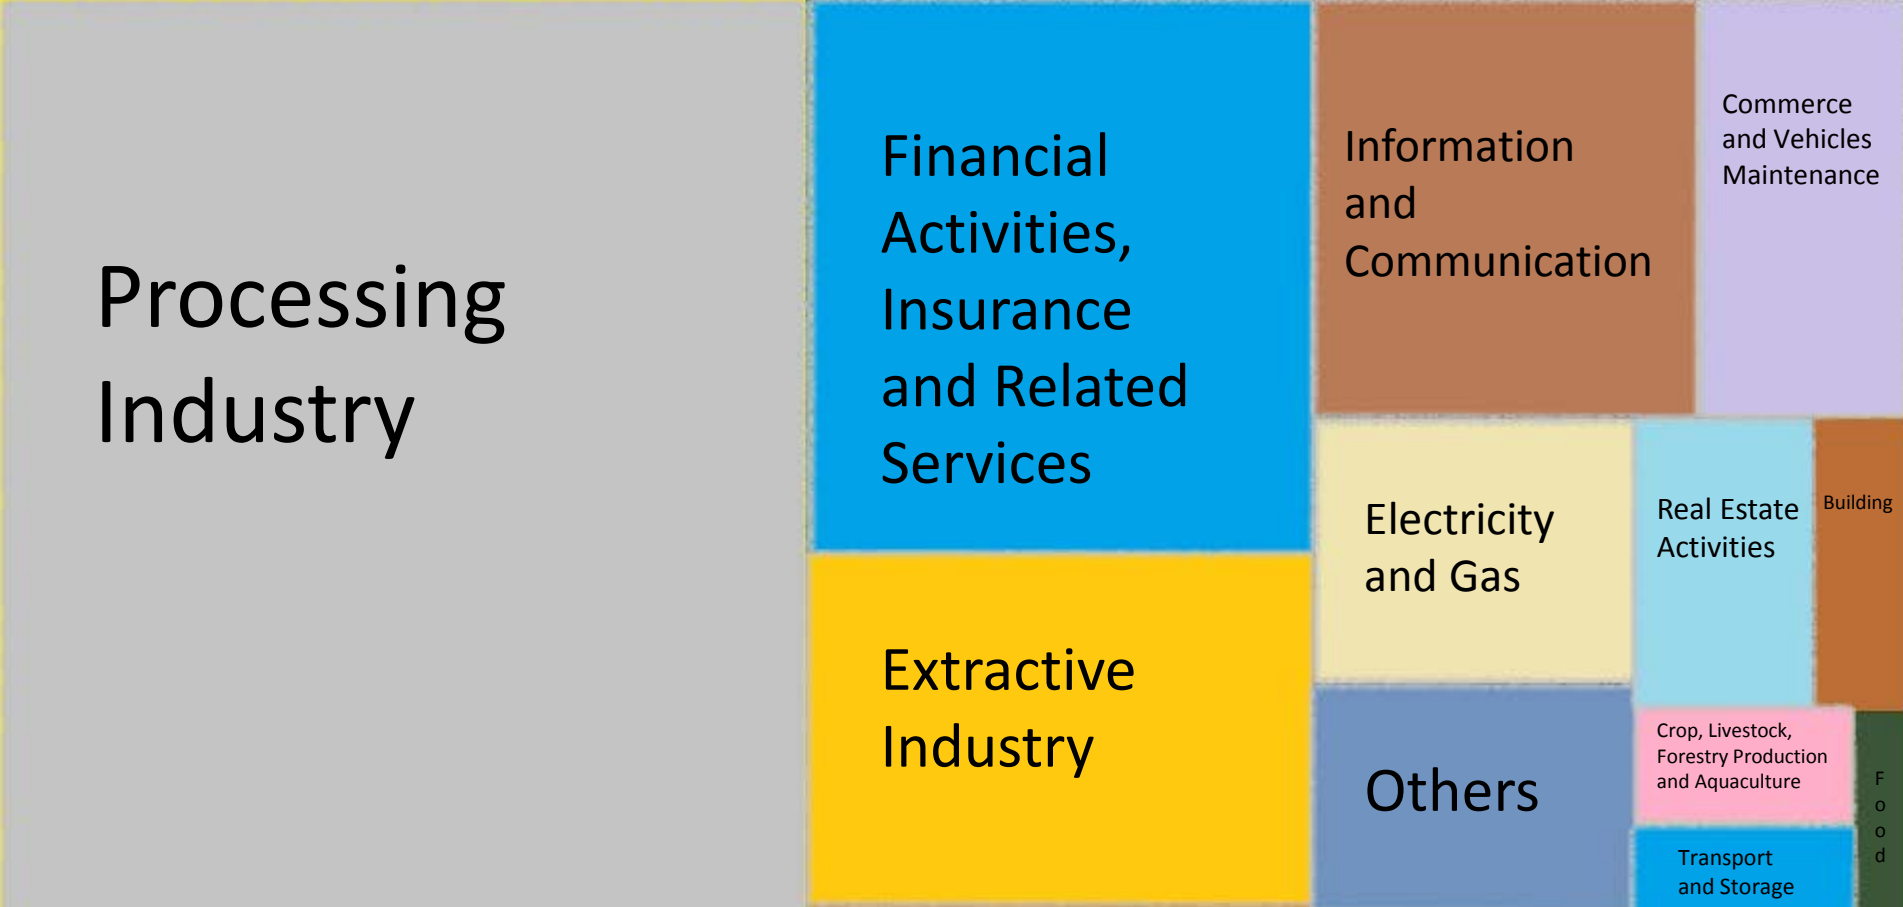 Processing
Industry
Financial
Activities,
Insurance
and Related
Services
Extractive
Industry
Information
and
Communication
Commerce
and Vehicles
Maintenance
Electricity
and Gas
Real Estate
Activities
Building
Others
Crop, Livestock,
Forestry Production
and Aquaculture
Transport
and Storage
F
o
o
d